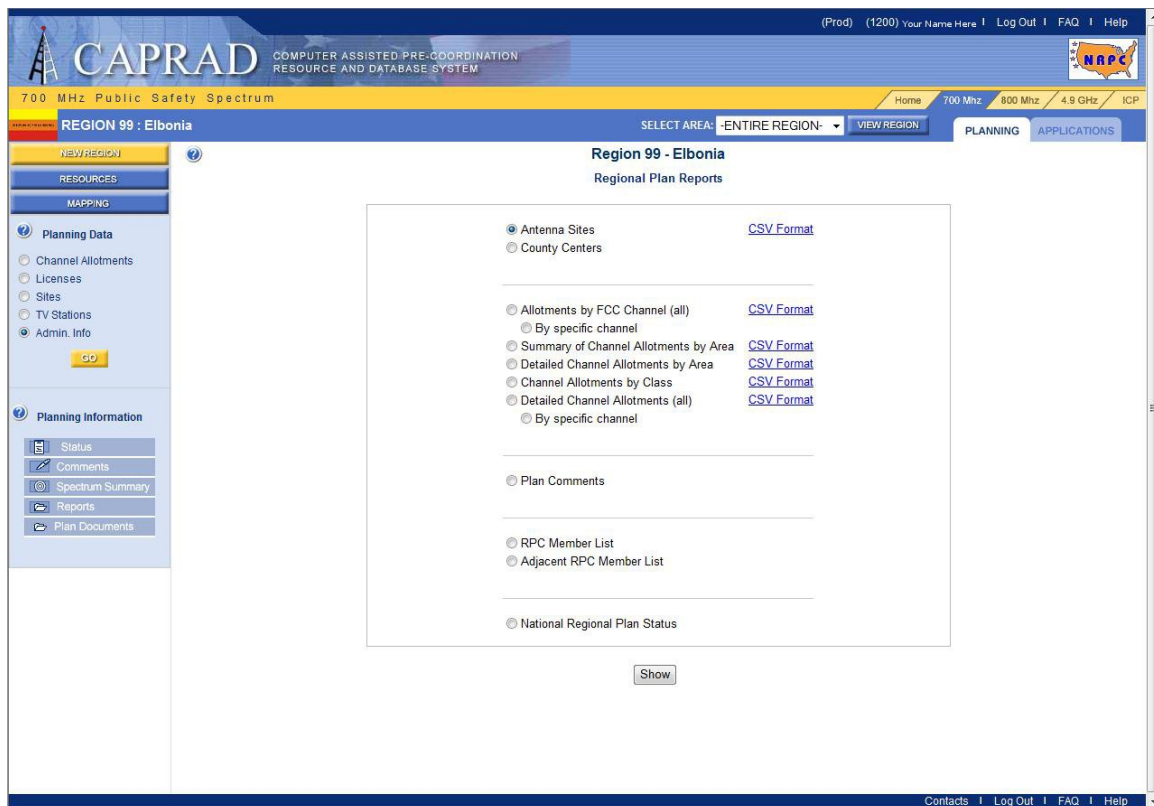 (Prod) (1200) Your Name Here | Log Out | FAQ | Help
CAPRAD COMPUTER ASSISTED PRE-COORDINATION
RESOURCE AND DATABASE SYSTEM
NRPC
700 MHz Public Safety Spectrum
Home 700 Mhz 800 Mhz 4.9 GHz ICP
REGION 99 : Elbonia
SELECT AREA: -ENTIRE REGION- VIEW REGION
PLANNING APPLICATIONS
NEW REGION
RESOURCES
MAPPING
Planning Data
Channel Allotments
Licenses
Sites
TV Stations
Admin. Info
GO
Planning Information
Status
Comments
Spectrum Summary
Reports
Plan Documents
Region 99 - Elbonia
Regional Plan Reports
Antenna Sites CSV Format
County Centers
Allotments by FCC Channel (all) CSV Format
By specific channel
Summary of Channel Allotments by Area CSV Format
Detailed Channel Allotments by Area CSV Format
Channel Allotments by Class CSV Format
Detailed Channel Allotments (all) CSV Format
By specific channel
Plan Comments
RPC Member List
Adjacent RPC Member List
National Regional Plan Status
Show
Contacts | Log Out | FAQ | Help